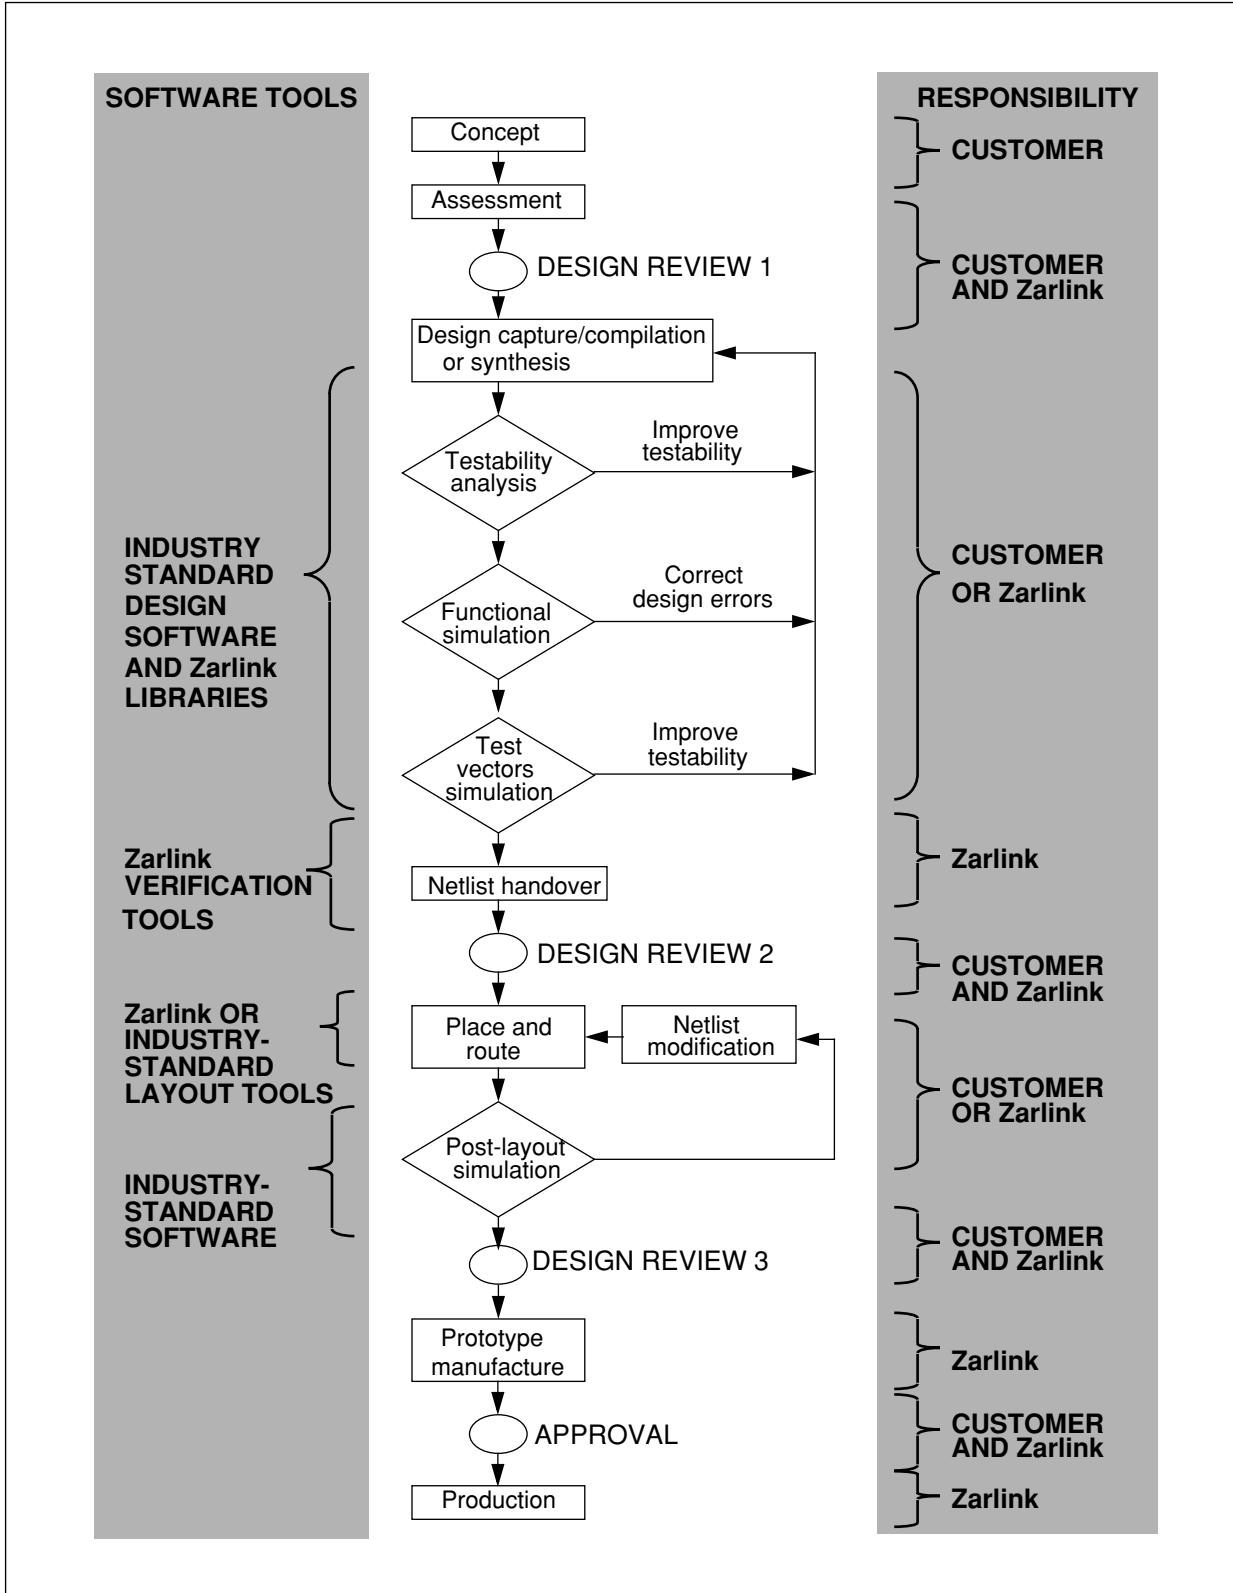 SOFTWARE TOOLS
RESPONSIBILITY
Concept
CUSTOMER
Assessment
DESIGN REVIEW 1
CUSTOMER
AND Zarlink
Design capture/compilation
or synthesis
Improve
testability
Testability
analysis
INDUSTRY
STANDARD
DESIGN
SOFTWARE
AND Zarlink
LIBRARIES
Correct
design errors
Functional
simulation
CUSTOMER
OR Zarlink
Improve
testability
Test
vectors
simulation
Zarlink
VERIFICATION
TOOLS
Netlist handover
Zarlink
DESIGN REVIEW 2
CUSTOMER
AND Zarlink
Zarlink OR
INDUSTRY-
STANDARD
LAYOUT TOOLS
Place and
route
Netlist
modification
CUSTOMER
OR Zarlink
Post-layout
simulation
INDUSTRY-
STANDARD
SOFTWARE
DESIGN REVIEW 3
CUSTOMER
AND Zarlink
Prototype
manufacture
Zarlink
APPROVAL
CUSTOMER
AND Zarlink
Production
Zarlink